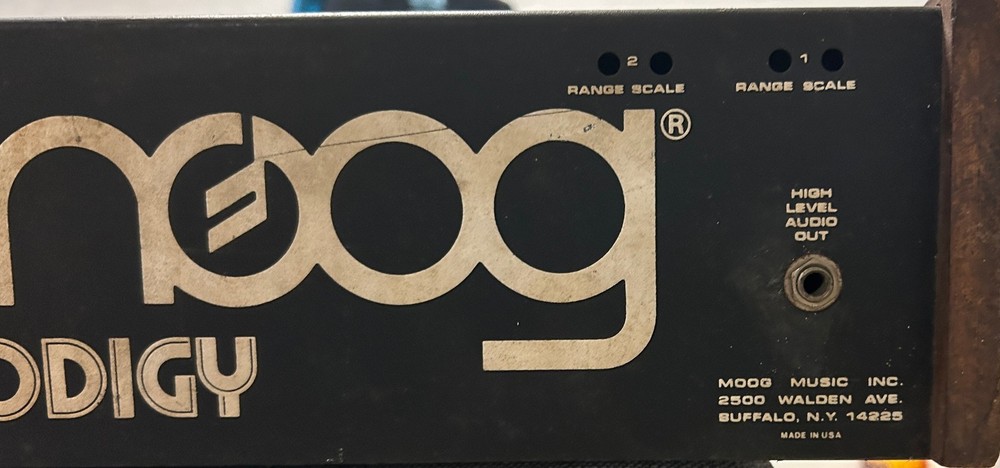 2 1
RANGE SCALE RANGE SCALE
moog®
HIGH
LEVEL
AUDIO
OUT
ODIGY
MOOG MUSIC INC.
2500 WALDEN AVE.
BUFFALO, N.Y. 14225
MADE IN USA